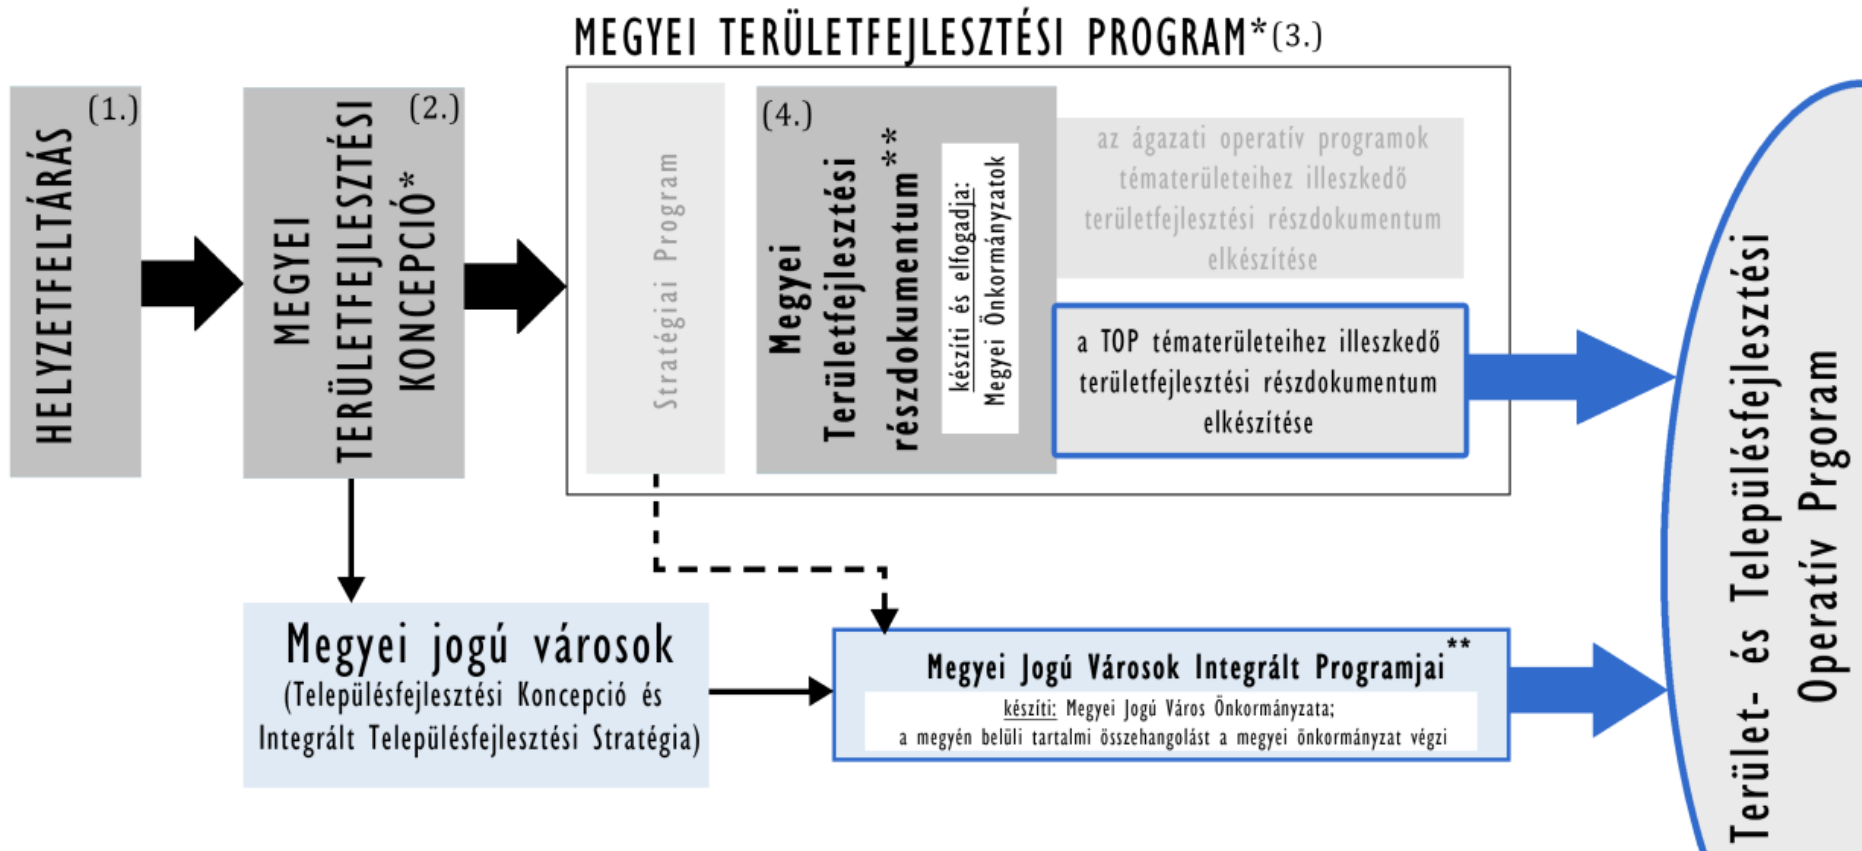 MEGYEI TERÜLETFEJLESZTÉSI PROGRAM*(3.)
(1.)
HELYZETFELTÁRÁS
(2.)
MEGYEI
TERÜLETFEJLESZTÉSI
KONCEPCIÓ*
Stratégiai Program
(4.)
Megyei
Területfejlesztési
részdokumentum**
készíti és elfogadja:
Megyei Önkormányzatok
az ágazati operatív programok
tématerületeihez illeszkedő
területfejlesztési részdokumentum
elkészítése
a TOP tématerületeihez illeszkedő
területfejlesztési részdokumentum
elkészítése
Megyei jogú városok
(Településfejlesztési Koncepció és
Integrált Településfejlesztési Stratégia)
Megyei Jogú Városok Integrált Programjai**
készíti: Megyei Jogú Város Önkormányzata;
a megyén belüli tartalmi összehangolást a megyei önkormányzat végzi
Terület- és Településfejlesztési
Operatív Prgoram